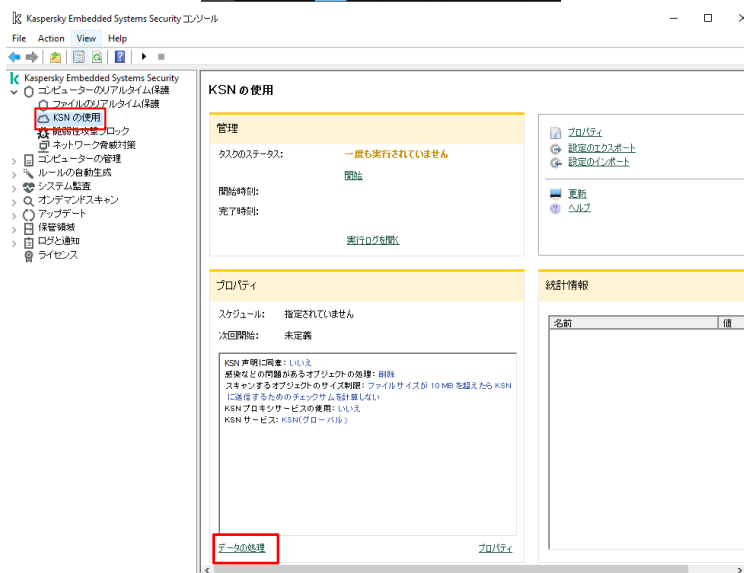 Kaspersky Embedded Systems Security コンソール
File Action View Help
Kaspersky Embedded Systems Security
コンピューターのリアルタイム保護
ファイルのリアルタイム保護
KSN の使用
脆弱性攻撃ブロック
ネットワーク脅威対策
コンピューターの管理
ルールの自動生成
システム監査
オンデマンドスキャン
アップデート
保管領域
ログと通知
ライセンス
KSN の使用
管理
タスクのステータス: 一度も実行されていません
開始
開始時刻:
完了時刻:
実行ログを開く
プロパティ
設定のエクスポート
設定のインポート
更新
ヘルプ
プロパティ
スケジュール: 指定されていません
次回開始: 未定義
KSN 声明に同意: いいえ
感染などの問題があるオブジェクトの処理: 削除
スキャンするオブジェクトのサイズ制限: ファイルサイズが 10 MB を超えたら KSN
に送信するためのチェックサムを計算しない
KSN プロキシサービスの使用: いいえ
KSN サービス: KSN(グローバル)
データの処理 プロパティ
統計情報
名前 値